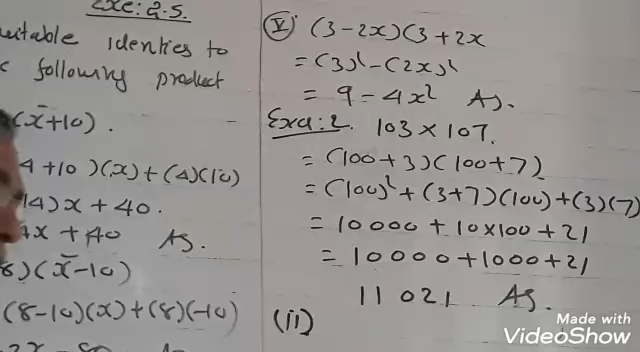 Exe: 2.5.
suitable identies to
following product
(x+10).
4+10)(x)+(4)(10)
14)x + 40.
x + 40 As.
8)(x-10)
(8-10)(x)+(8)(-10)
(v) (3-2x)(3+2x
=(3)²-(2x)²
= 9-4x² As.
Exa:2. 103 × 107.
=(100+3)(100+7)
=(100)²+(3+7)(100)+(3)(7)
= 10000 + 10×100 + 21
= 10000+1000+21
11021 As.
(ii)
Made with
VideoShow